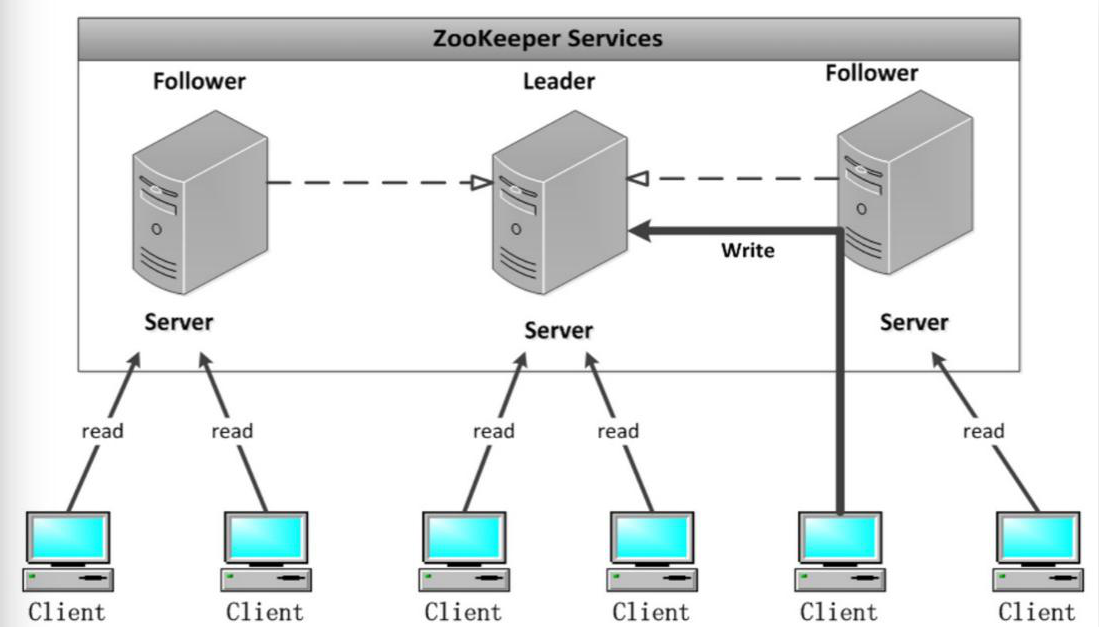 ZooKeeper Services
Follower
Leader
Follower
Write
Server
Server
Server
read
read
read
read
read
Client
Client
Client
Client
Client
Client